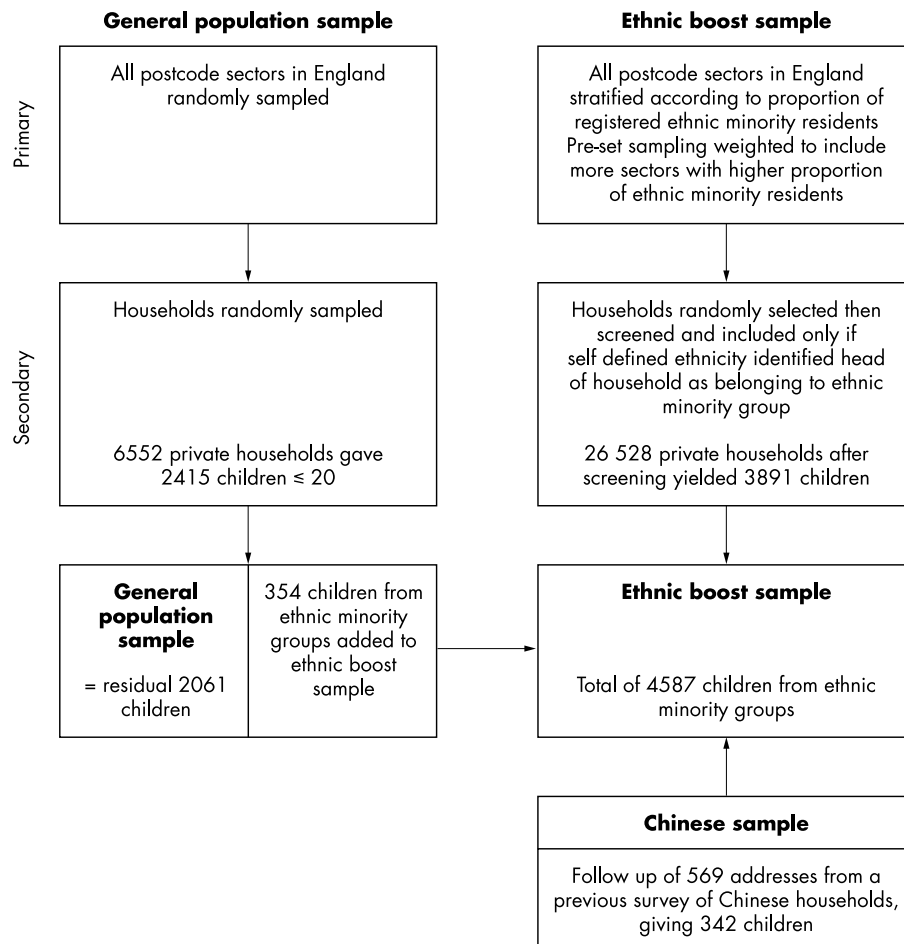 General population sample
Ethnic boost sample
Primary
All postcode sectors in England
randomly sampled
All postcode sectors in England
stratified according to proportion of
registered ethnic minority residents
Pre-set sampling weighted to include
more sectors with higher proportion
of ethnic minority residents
Secondary
Households randomly sampled
6552 private households gave
2415 children ≤ 20
Households randomly selected then
screened and included only if
self defined ethnicity identified head
of household as belonging to ethnic
minority group
26 528 private households after
screening yielded 3891 children
General
population
sample
= residual 2061
children
354 children from
ethnic minority
groups added to
ethnic boost
sample
Ethnic boost sample
Total of 4587 children from ethnic
minority groups
Chinese sample
Follow up of 569 addresses from a
previous survey of Chinese households,
giving 342 children